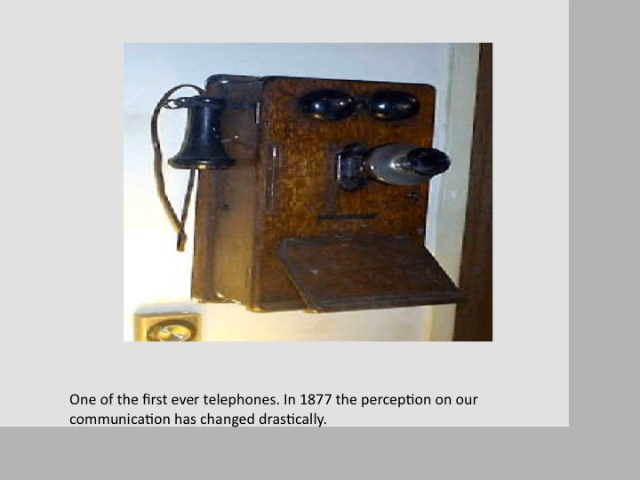 One of the first ever telephones. In 1877 the perception on our
communication has changed drastically.